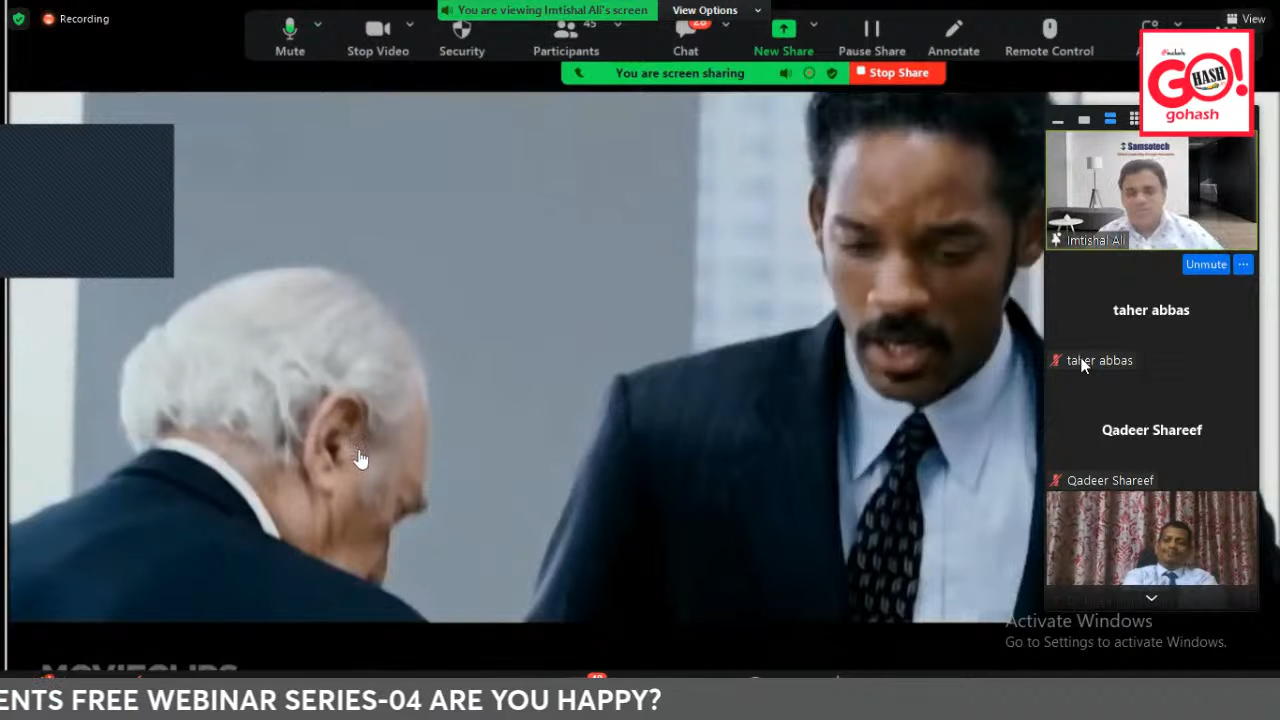 You are viewing Imtishal Ali's screen
View Options
Recording
View
45
28
Mute
Stop Video
Security
Participants
Chat
New Share
Pause Share
Annotate
Remote Control
You are screen sharing
Stop Share
GO!
HASH
gohash
Samsotech
Imtishal Ali
Unmute
taher abbas
taher abbas
Qadeer Shareef
Qadeer Shareef
Activate Windows
Go to Settings to activate Windows.
MOVIECLIPS
ENTS FREE WEBINAR SERIES-04 ARE YOU HAPPY?